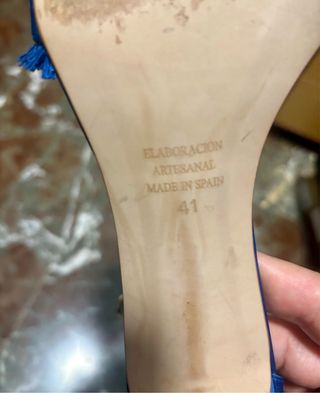 ELABORACIÓN
ARTESANAL
MADE IN SPAIN
41